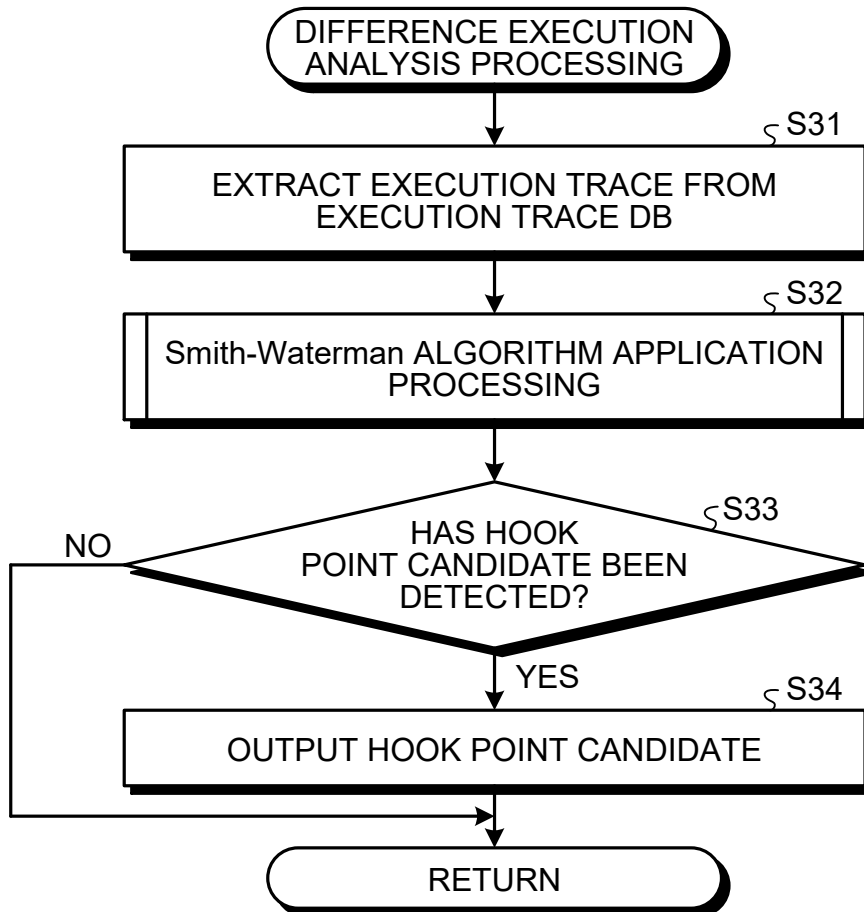 DIFFERENCE EXECUTION
ANALYSIS PROCESSING
S31
EXTRACT EXECUTION TRACE FROM
EXECUTION TRACE DB
S32
Smith-Waterman ALGORITHM APPLICATION
PROCESSING
S33
NO
HAS HOOK
POINT CANDIDATE BEEN
DETECTED?
YES
S34
OUTPUT HOOK POINT CANDIDATE
RETURN